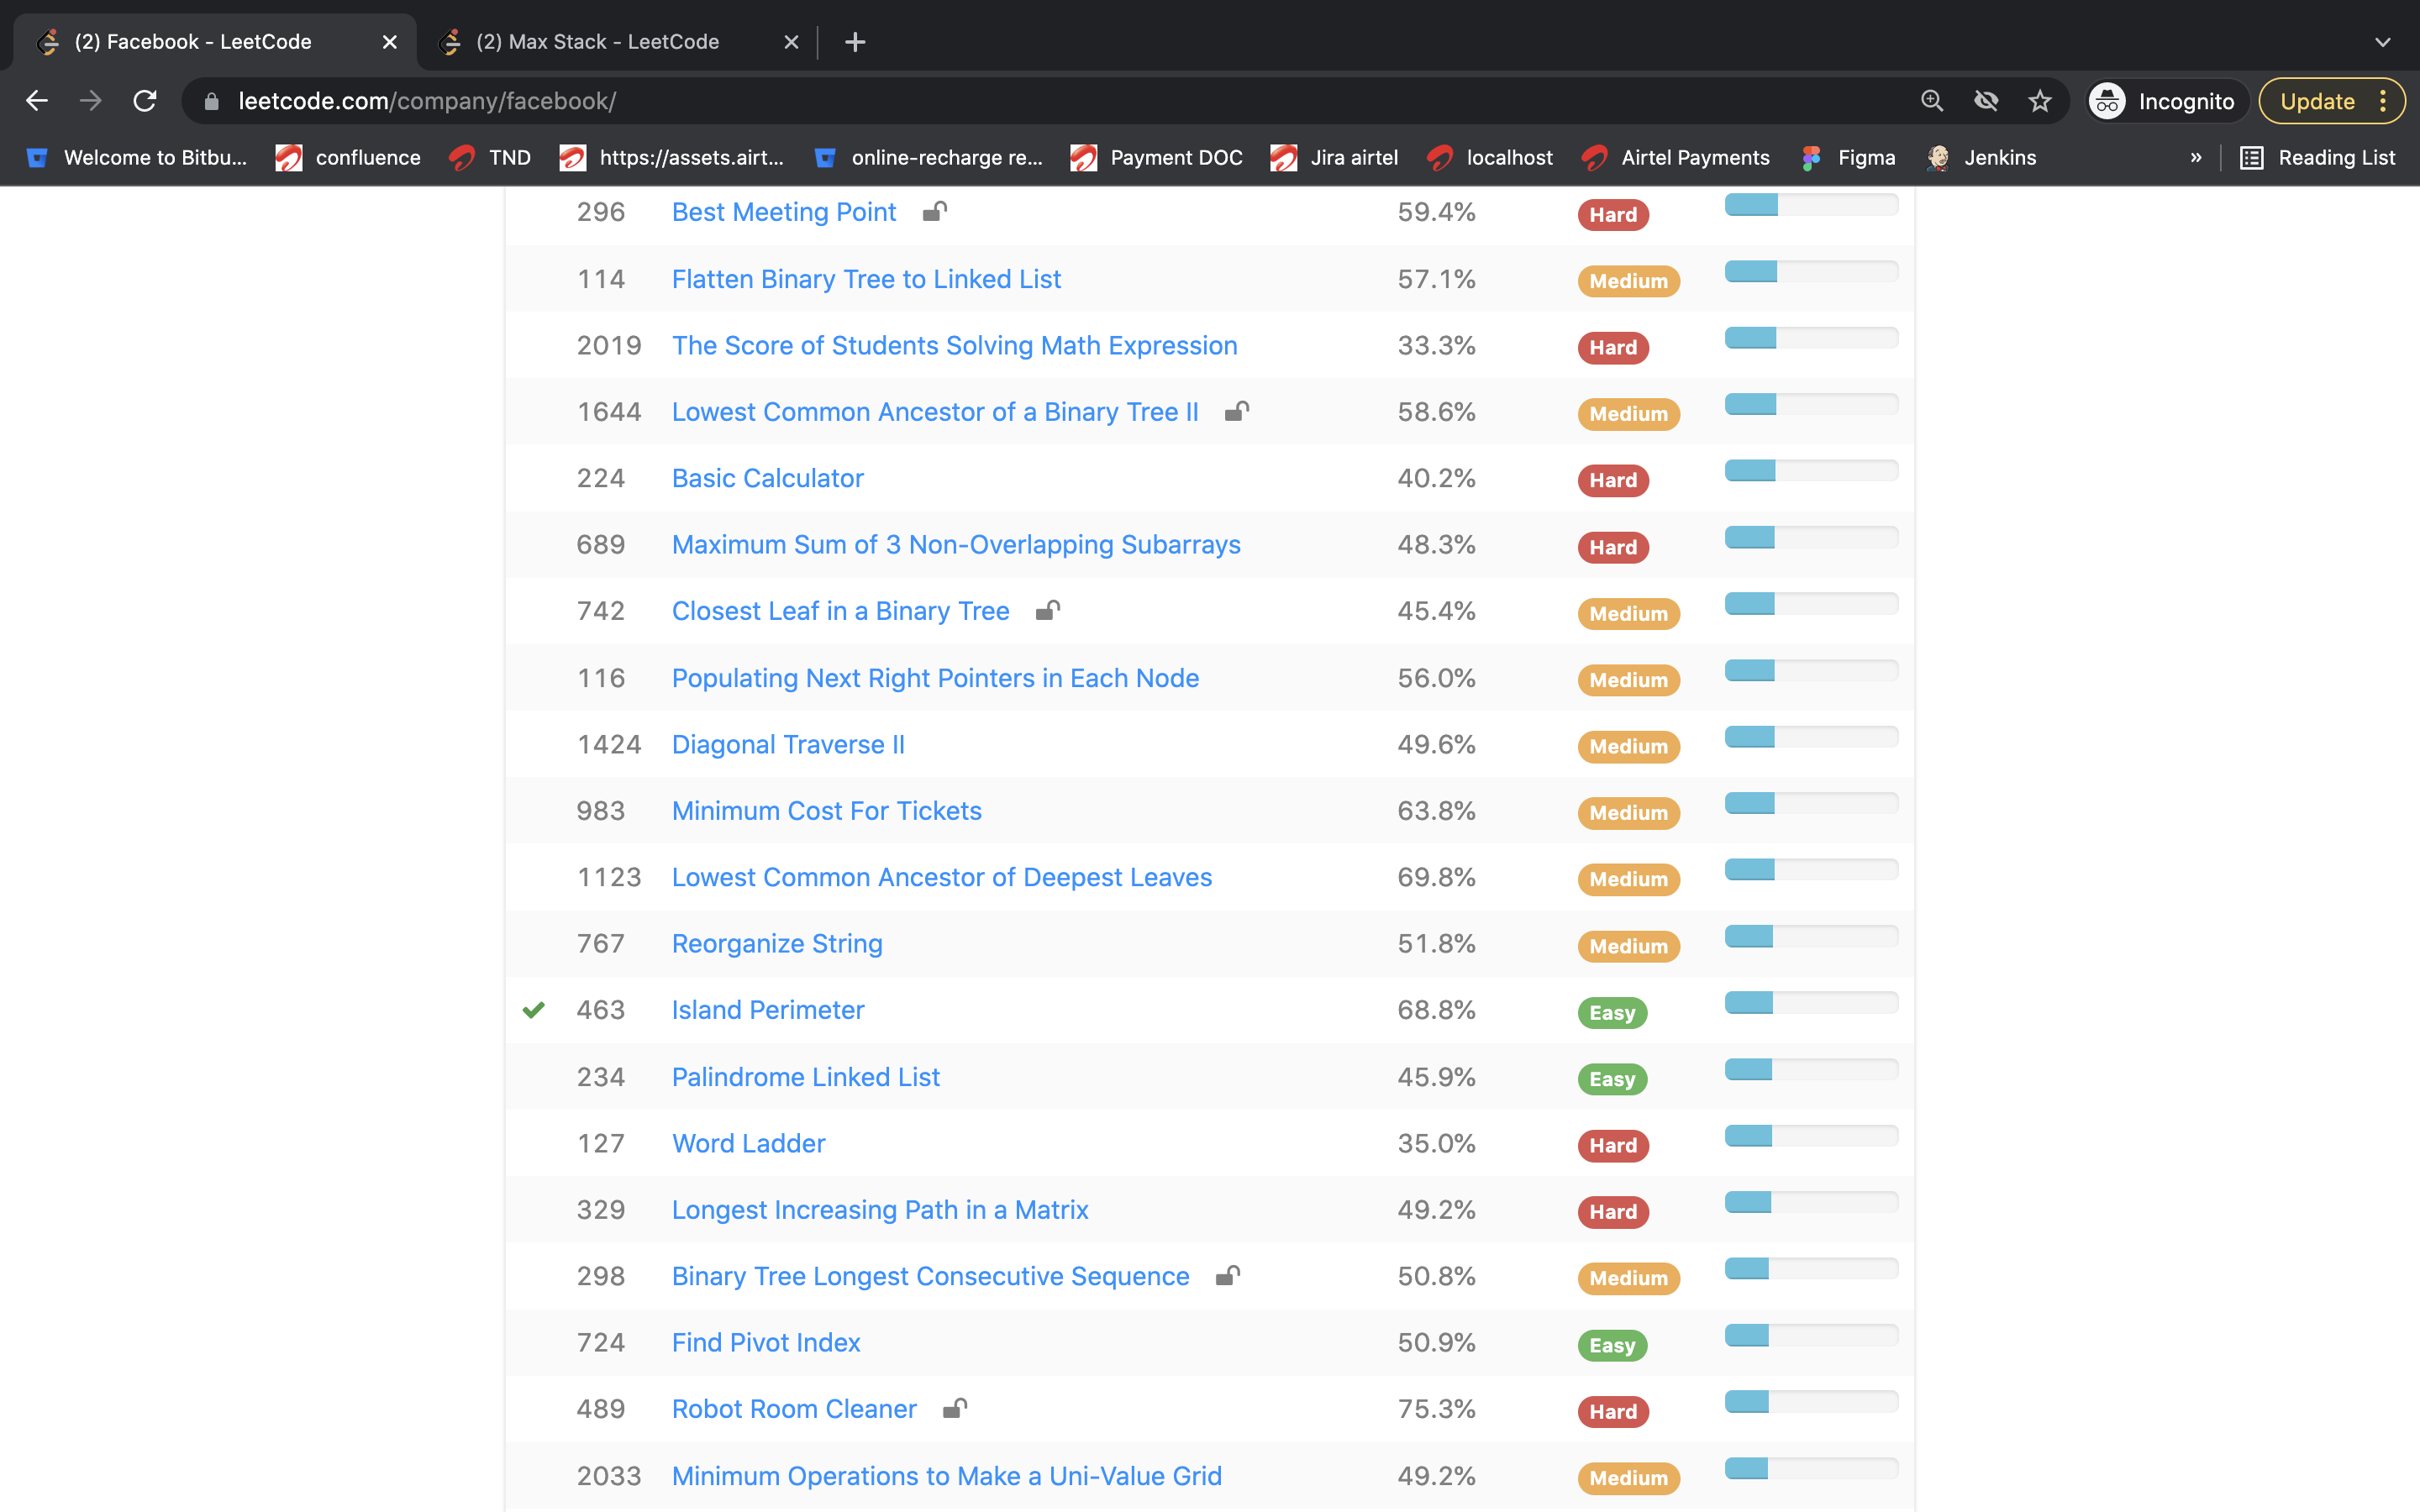 (2) Facebook - LeetCode
(2) Max Stack - LeetCode
leetcode.com/company/facebook/
Incognito
Update
Welcome to Bitbu...
confluence
TND
https://assets.airt...
online-recharge re...
Payment DOC
Jira airtel
localhost
Airtel Payments
Figma
Jenkins
»
Reading List
296 Best Meeting Point 59.4% Hard
114 Flatten Binary Tree to Linked List 57.1% Medium
2019 The Score of Students Solving Math Expression 33.3% Hard
1644 Lowest Common Ancestor of a Binary Tree II 58.6% Medium
224 Basic Calculator 40.2% Hard
689 Maximum Sum of 3 Non-Overlapping Subarrays 48.3% Hard
742 Closest Leaf in a Binary Tree 45.4% Medium
116 Populating Next Right Pointers in Each Node 56.0% Medium
1424 Diagonal Traverse II 49.6% Medium
983 Minimum Cost For Tickets 63.8% Medium
1123 Lowest Common Ancestor of Deepest Leaves 69.8% Medium
767 Reorganize String 51.8% Medium
463 Island Perimeter 68.8% Easy
234 Palindrome Linked List 45.9% Easy
127 Word Ladder 35.0% Hard
329 Longest Increasing Path in a Matrix 49.2% Hard
298 Binary Tree Longest Consecutive Sequence 50.8% Medium
724 Find Pivot Index 50.9% Easy
489 Robot Room Cleaner 75.3% Hard
2033 Minimum Operations to Make a Uni-Value Grid 49.2% Medium